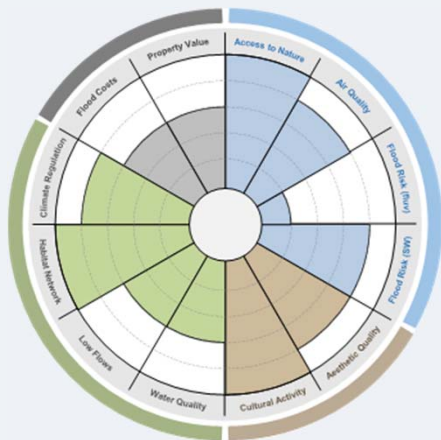 Property Value
Access to Nature
Air Quality
Flood Risk (fluv)
Flood Risk (SW)
Aesthetic Quality
Cultural Activity
Water Quality
Low Flows
Habitat Network
Climate Regulation
Flood Costs